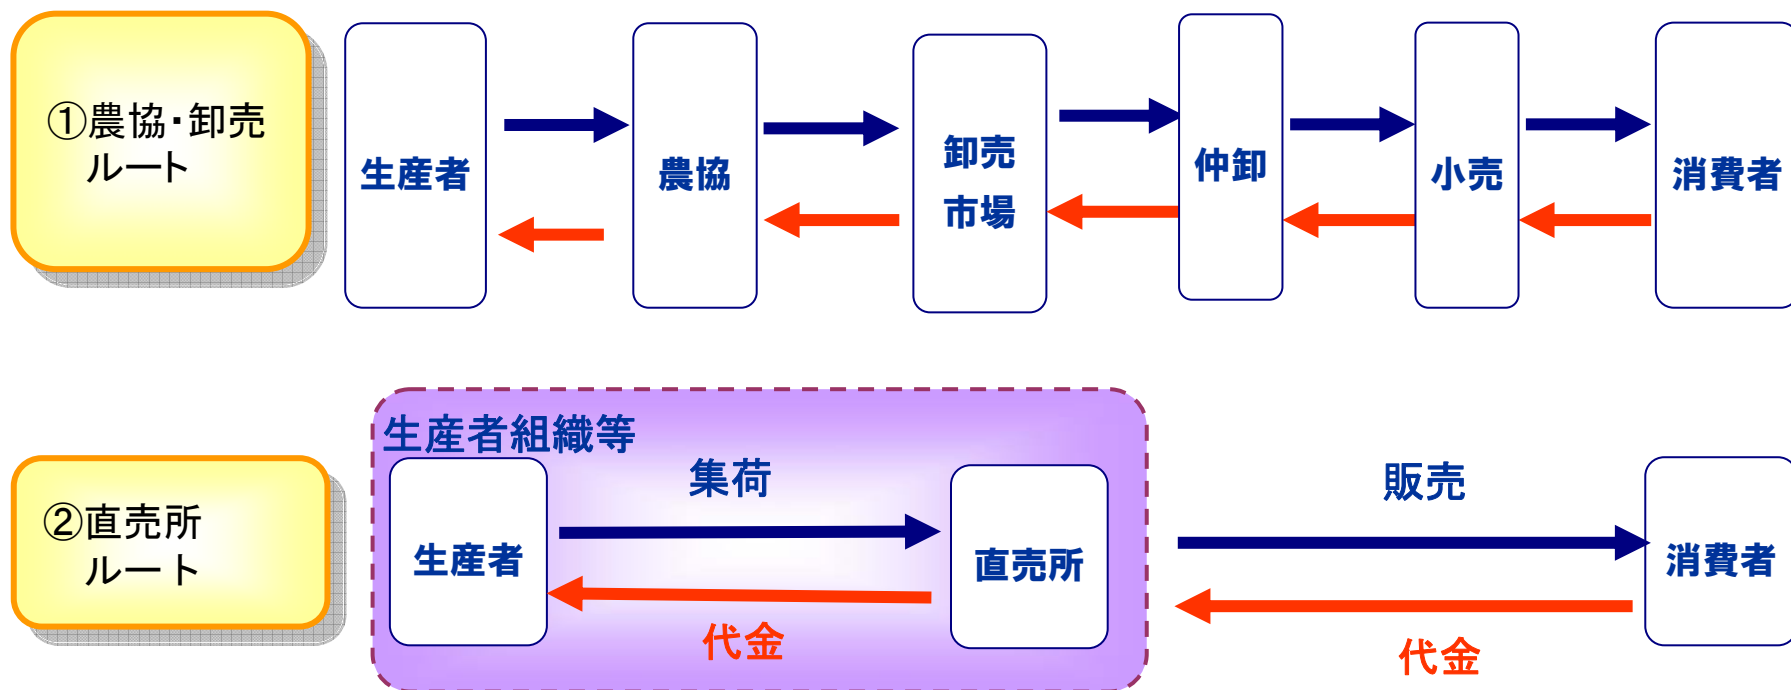 ①農協・卸売
ルート
生産者
農協
卸売
市場
仲卸
小売
消費者
生産者組織等
②直売所
ルート
生産者
集荷
代金
直売所
販売
代金
消費者